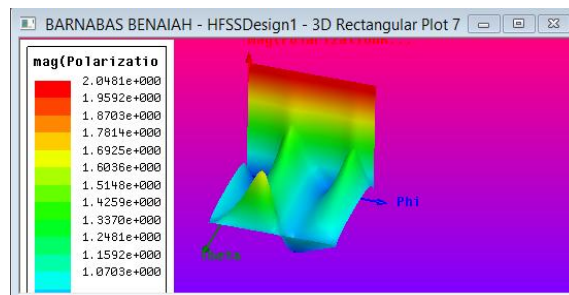 BARNABAS BENAIAH - HFSSDesign1 - 3D Rectangular Plot 7
mag(Polarizatio
2.0481e+000
1.9592e+000
1.8703e+000
1.7814e+000
1.6925e+000
1.6036e+000
1.5148e+000
1.4259e+000
1.3370e+000
1.2481e+000
1.1592e+000
1.0703e+000
Phi